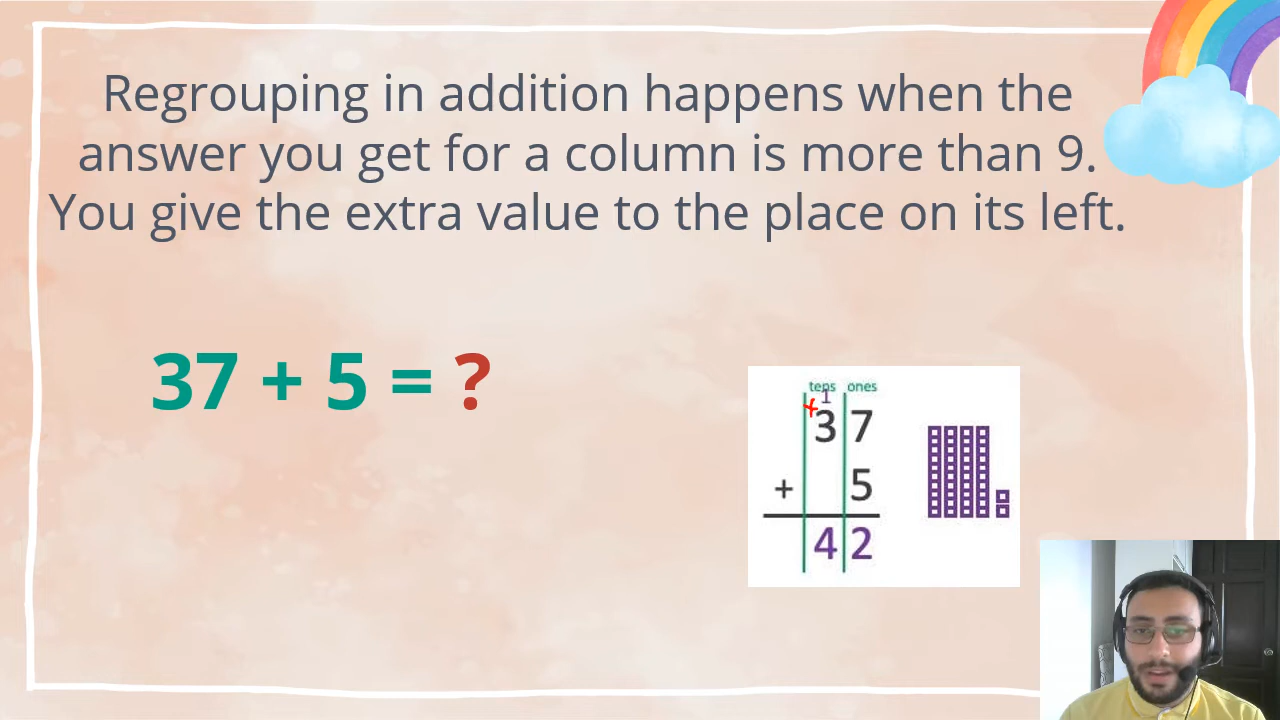 Regrouping in addition happens when the
answer you get for a column is more than 9.
You give the extra value to the place on its left.
37 + 5 = ?
tens ones
1
+
3 7
+ 5
4 2